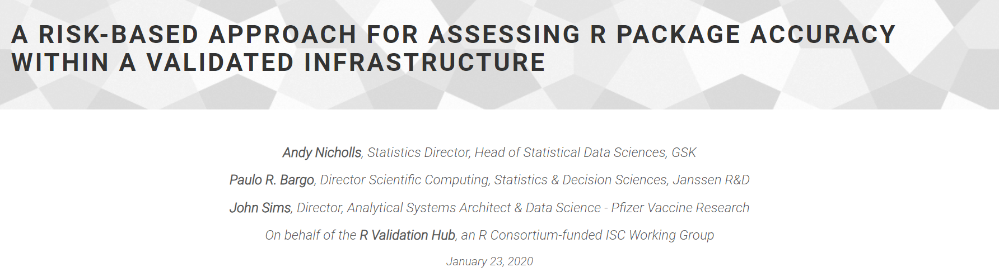 A RISK-BASED APPROACH FOR ASSESSING R PACKAGE ACCURACY
WITHIN A VALIDATED INFRASTRUCTURE
Andy Nicholls, Statistics Director, Head of Statistical Data Sciences, GSK
Paulo R. Bargo, Director Scientific Computing, Statistics & Decision Sciences, Janssen R&D
John Sims, Director, Analytical Systems Architect & Data Science - Pfizer Vaccine Research
On behalf of the R Validation Hub, an R Consortium-funded ISC Working Group
January 23, 2020